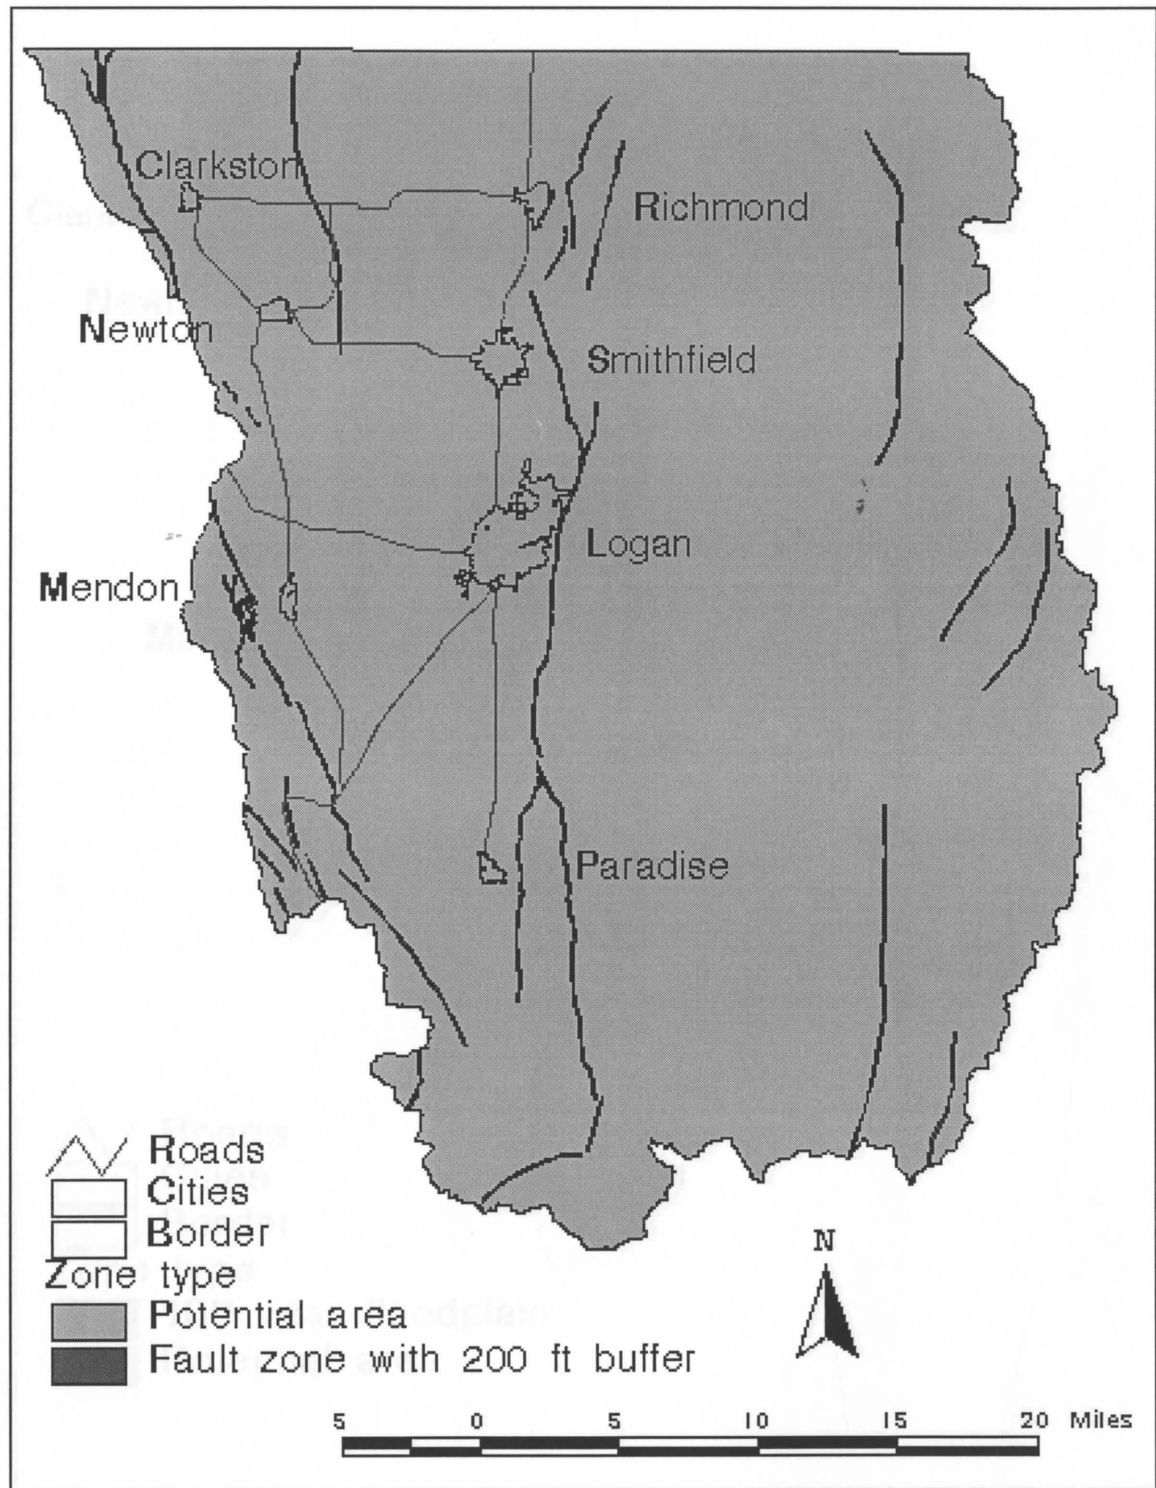 Clarkston
Richmond
Newton
Smithfield
Logan
Mendon
Paradise
Roads
Cities
Border
Zone type
Potential area
Fault zone with 200 ft buffer
N
5 0 5 10 15 20 Miles